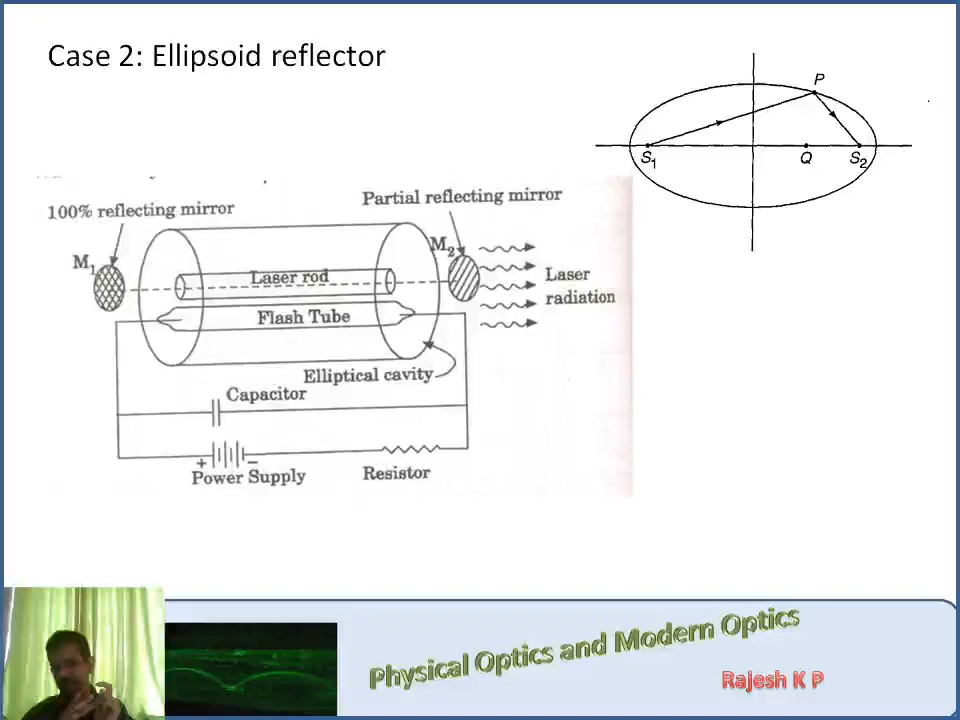 Case 2: Ellipsoid reflector
P
S1
Q
S2
100% reflecting mirror
Partial reflecting mirror
M1
M2
Laser rod
Laser
radiation
Flash Tube
Elliptical cavity
Capacitor
+
−
Power Supply
Resistor
Physical Optics and Modern Optics
Rajesh K P